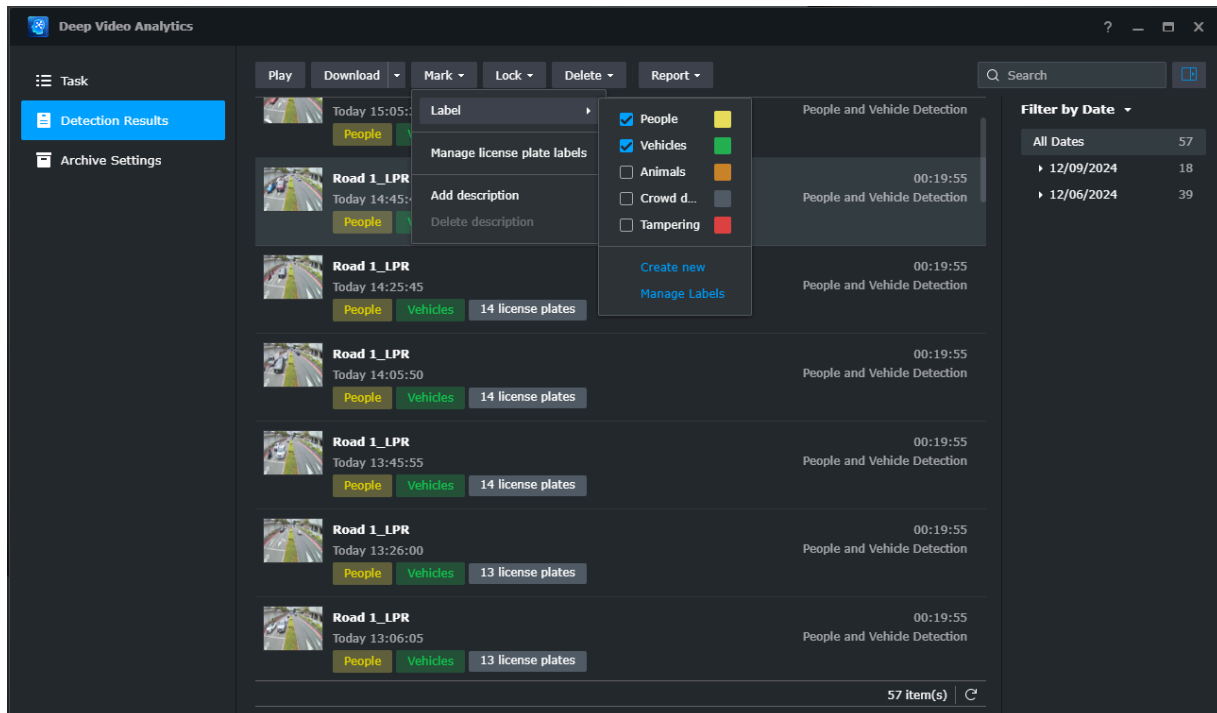 Deep Video Analytics
Task
Detection Results
Archive Settings
Play Download Mark Lock Delete Report
Search
Today 15:05:
People and Vehicle Detection
People
Label
Manage license plate labels
Add description
Delete description
People
Vehicles
Animals
Crowd d...
Tampering
Create new
Manage Labels
Road 1_LPR
00:19:55
Today 14:45:
People and Vehicle Detection
People
Road 1_LPR
00:19:55
Today 14:25:45
People and Vehicle Detection
People Vehicles 14 license plates
Road 1_LPR
00:19:55
Today 14:05:50
People and Vehicle Detection
People Vehicles 14 license plates
Road 1_LPR
00:19:55
Today 13:45:55
People and Vehicle Detection
People Vehicles 14 license plates
Road 1_LPR
00:19:55
Today 13:26:00
People and Vehicle Detection
People Vehicles 13 license plates
Road 1_LPR
00:19:55
Today 13:06:05
People and Vehicle Detection
People Vehicles 13 license plates
57 item(s)
Filter by Date
All Dates 57
12/09/2024 18
12/06/2024 39